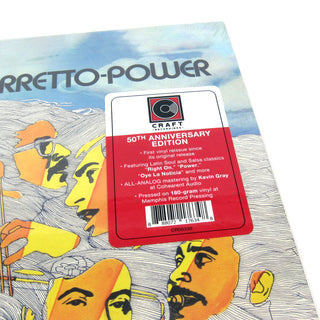 RRETTO-POWER
CRAFT
RECORDINGS
50TH ANNIVERSARY
EDITION
• First vinyl reissue since
its original release
• Featuring Latin Soul and Salsa classics
"Right On," "Power,"
"Que La Noticia" and more
• ALL-ANALOG mastering by Kevin Gray
at Cohearent Audio
• Pressed on 180-gram vinyl at
Memphis Record Pressing